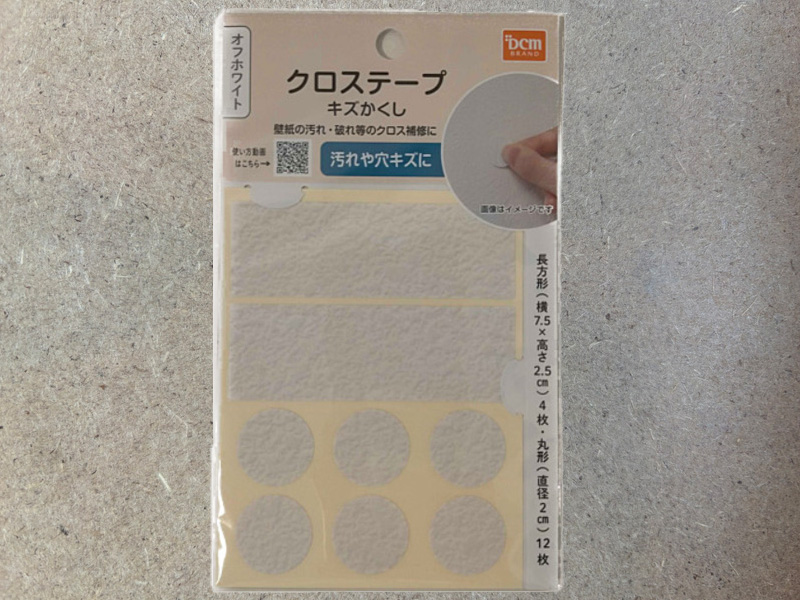 オフホワイト
DCM
BRAND
クロステープ
キズかくし
壁紙の汚れ・破れ等のクロス補修に
使い方動画
はこちら→
汚れや穴キズに
画像はイメージです
長方形(横7.5×高さ2.5㎝)4枚・丸形(直径2㎝)12枚